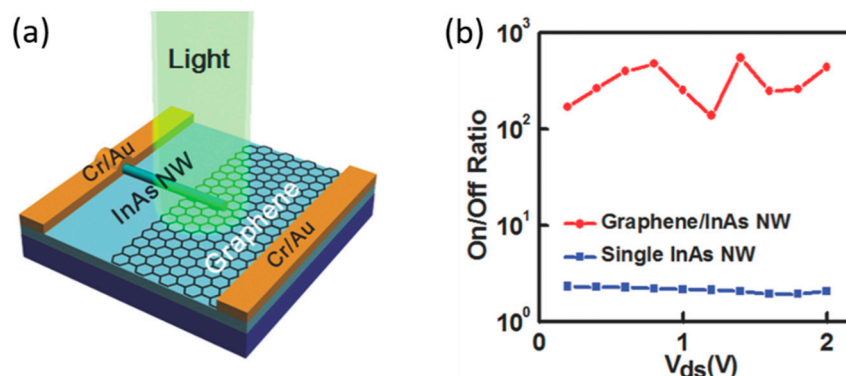 (a)
Light
Cr/Au
InAs NW
Graphene
Cr/Au
(b)
On/Off Ratio
10³
10²
10¹
10⁰
Graphene/InAs NW
Single InAs NW
0
1
2
Vds(V)